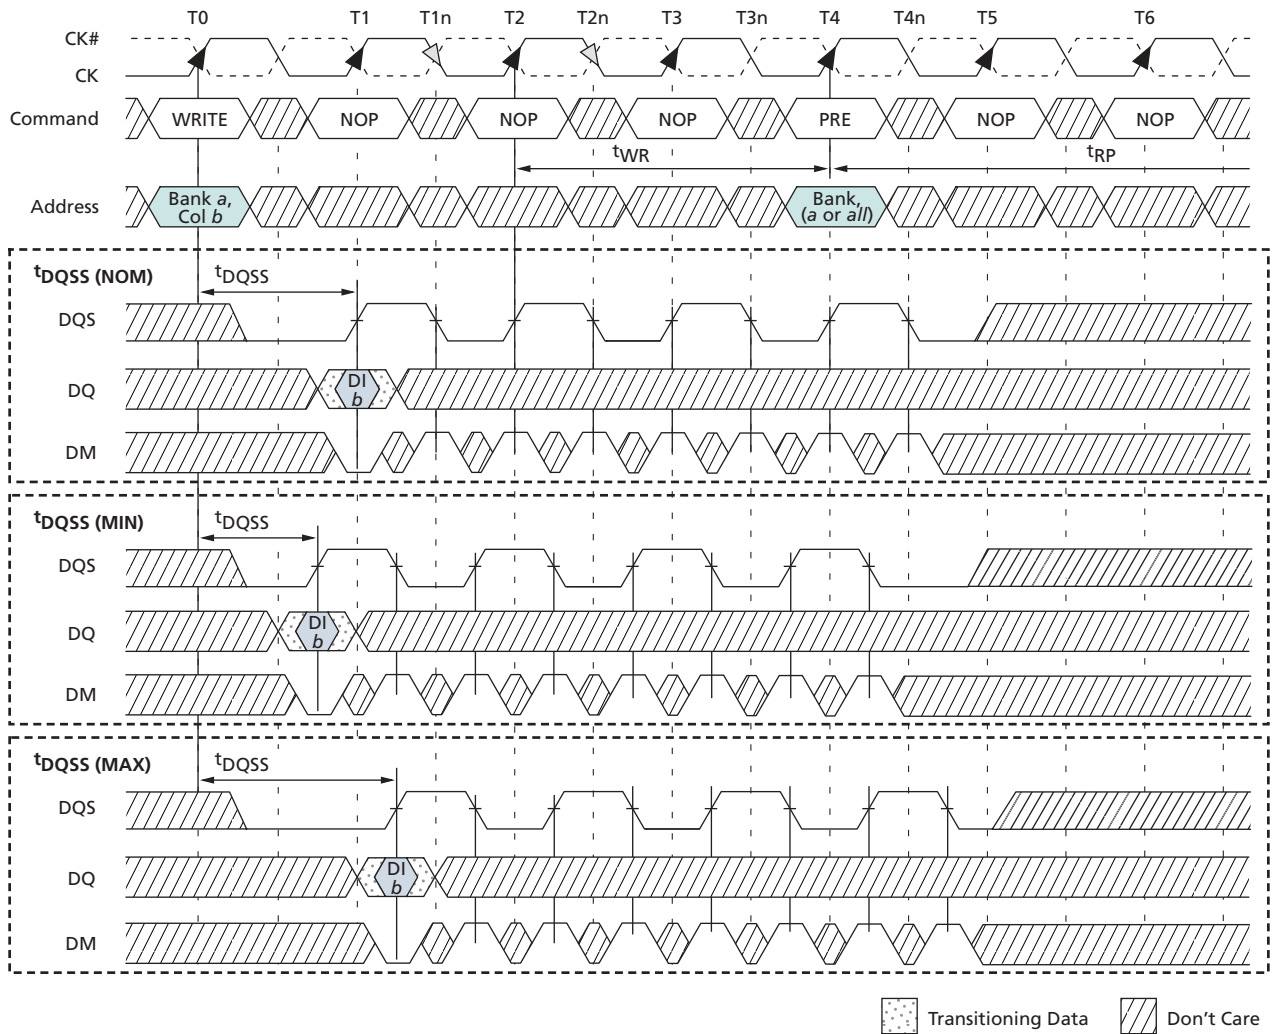 T0 T1 T1n T2 T2n T3 T3n T4 T4n T5 T6
CK#
CK
Command WRITE NOP NOP NOP PRE NOP NOP
tWR tRP
Address Bank a, Col b Bank, (a or all)
tDQSS (NOM) tDQSS
DQS
DQ DI b
DM
tDQSS (MIN) tDQSS
DQS
DQ DI b
DM
tDQSS (MAX) tDQSS
DQS
DQ DI b
DM
Transitioning Data Don't Care